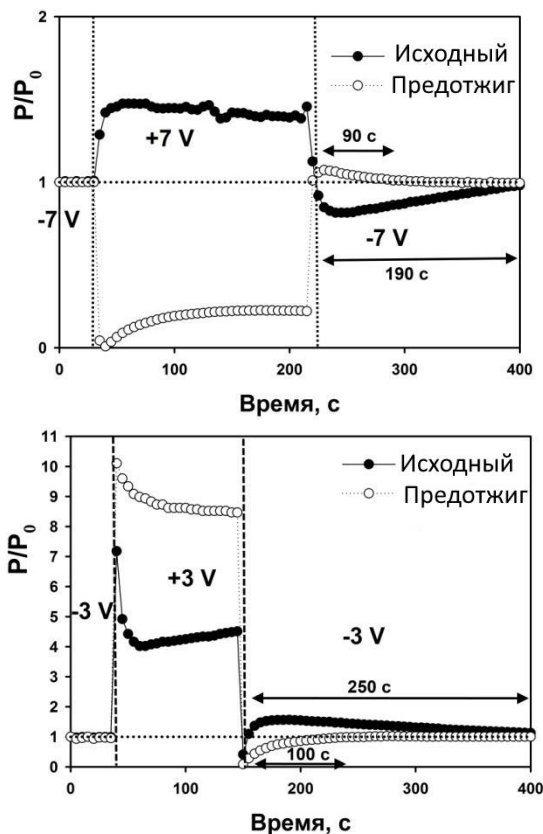 2
Исходный
Предотжиг
P/P0
+7 V
90 с
1
-7 V
-7 V
190 с
0
0 100 200 300 400
Время, с
11
10
Исходный
9
Предотжиг
8
7
P/P0
6
+3 V
-3 V
-3 V
5
4
3
250 с
2
1
100 с
0
0 100 200 300 400
Время, с